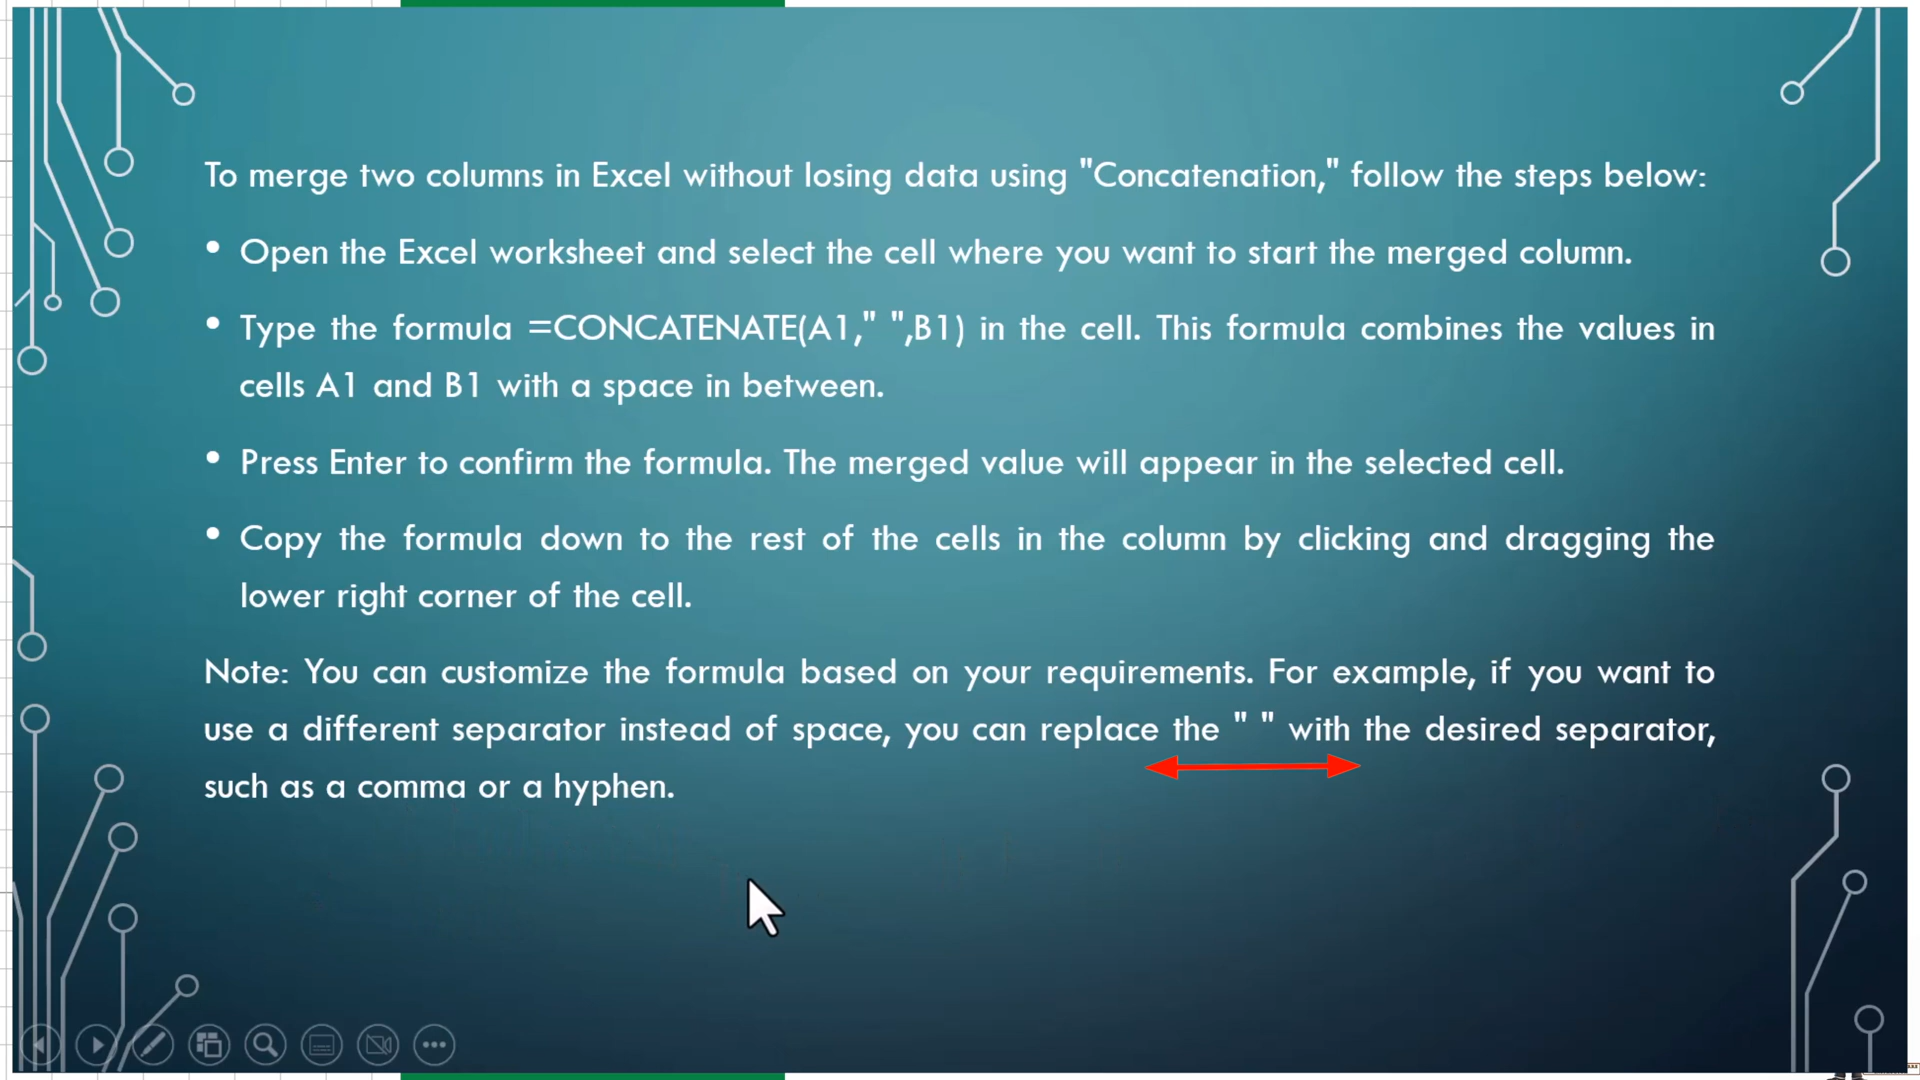 To merge two columns in Excel without losing data using "Concatenation," follow the steps below:
• Open the Excel worksheet and select the cell where you want to start the merged column.
• Type the formula =CONCATENATE(A1," ",B1) in the cell. This formula combines the values in
cells A1 and B1 with a space in between.
• Press Enter to confirm the formula. The merged value will appear in the selected cell.
• Copy the formula down to the rest of the cells in the column by clicking and dragging the
lower right corner of the cell.
Note: You can customize the formula based on your requirements. For example, if you want to
use a different separator instead of space, you can replace the " " with the desired separator,
such as a comma or a hyphen.